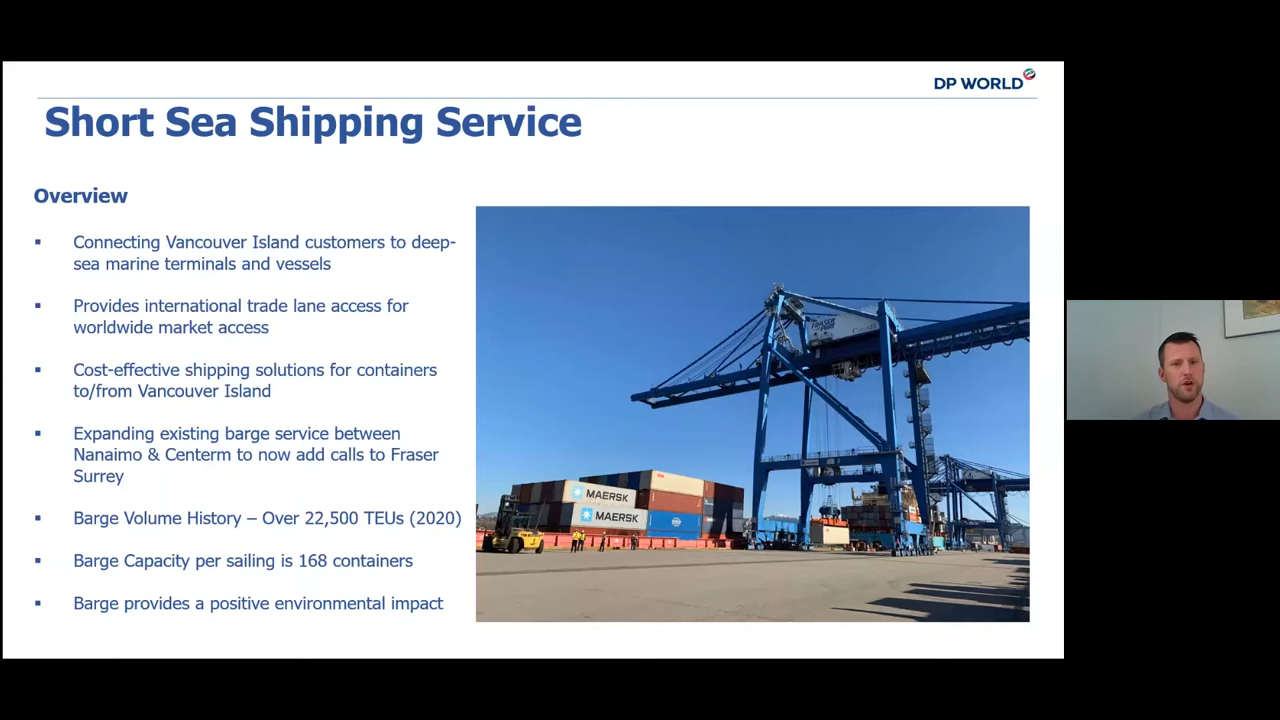 DP WORLD
Short Sea Shipping Service
Overview
▪ Connecting Vancouver Island customers to deep-
sea marine terminals and vessels
▪ Provides international trade lane access for
worldwide market access
▪ Cost-effective shipping solutions for containers
to/from Vancouver Island
▪ Expanding existing barge service between
Nanaimo & Centerm to now add calls to Fraser
Surrey
▪ Barge Volume History – Over 22,500 TEUs (2020)
▪ Barge Capacity per sailing is 168 containers
▪ Barge provides a positive environmental impact
FRASER
MAERSK
MAERSK